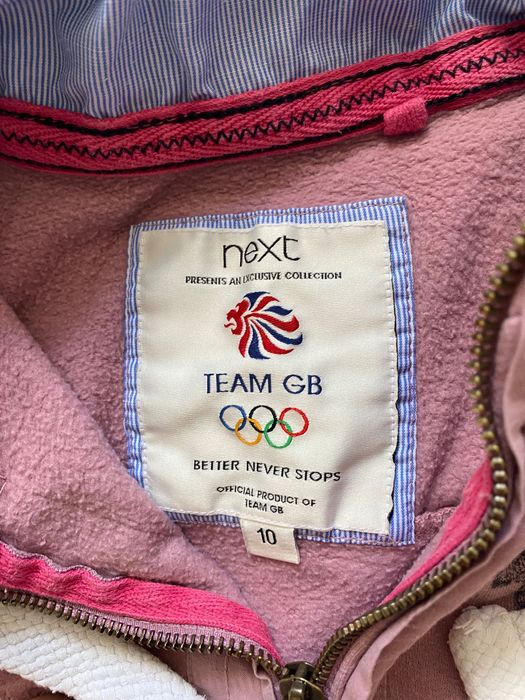 next
PRESENTS AN EXCLUSIVE COLLECTION
TEAM GB
BETTER NEVER STOPS
OFFICIAL PRODUCT OF
TEAM GB
10